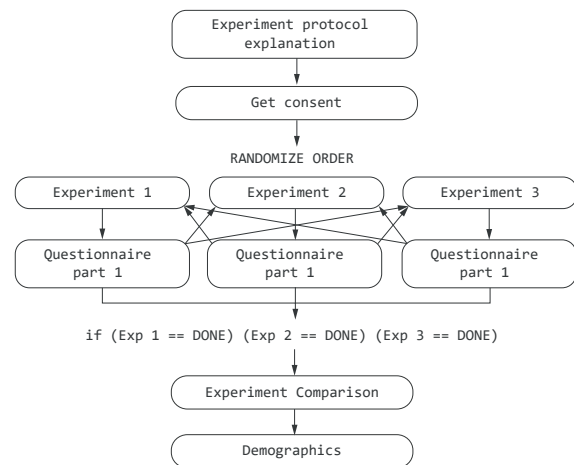 Experiment protocol
explanation
Get consent
RANDOMIZE ORDER
Experiment 1
Experiment 2
Experiment 3
Questionnaire
part 1
Questionnaire
part 1
Questionnaire
part 1
if (Exp 1 == DONE) (Exp 2 == DONE) (Exp 3 == DONE)
Experiment Comparison
Demographics